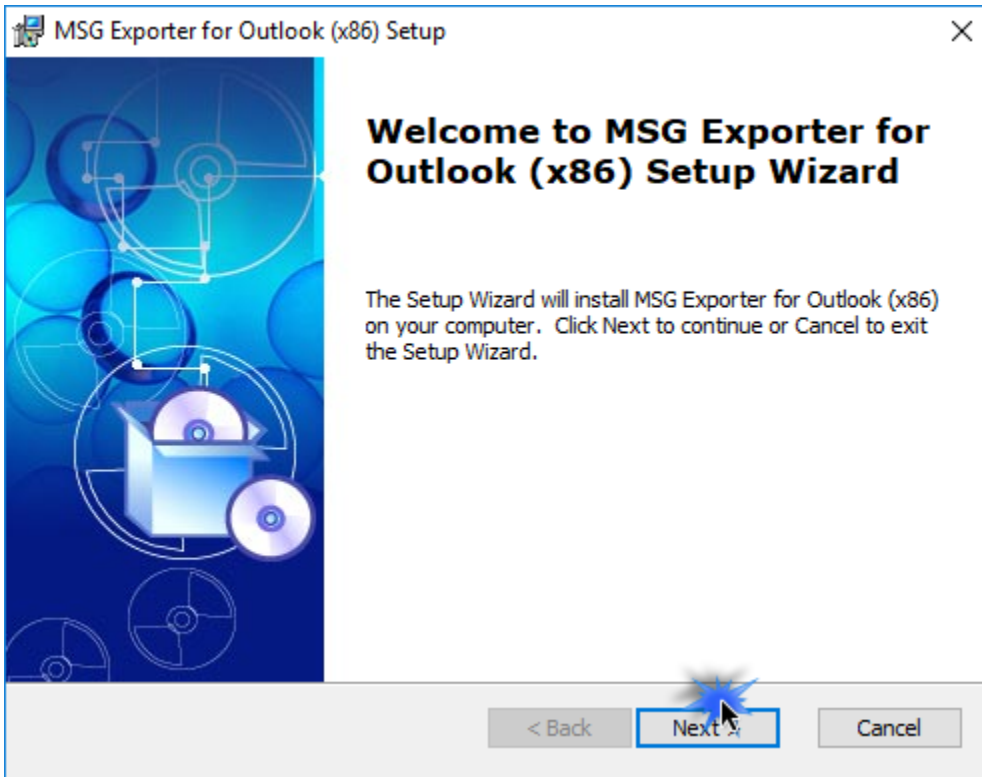 MSG Exporter for Outlook (x86) Setup
Welcome to MSG Exporter for
Outlook (x86) Setup Wizard
The Setup Wizard will install MSG Exporter for Outlook (x86)
on your computer.  Click Next to continue or Cancel to exit
the Setup Wizard.
< Back
Next >
Cancel